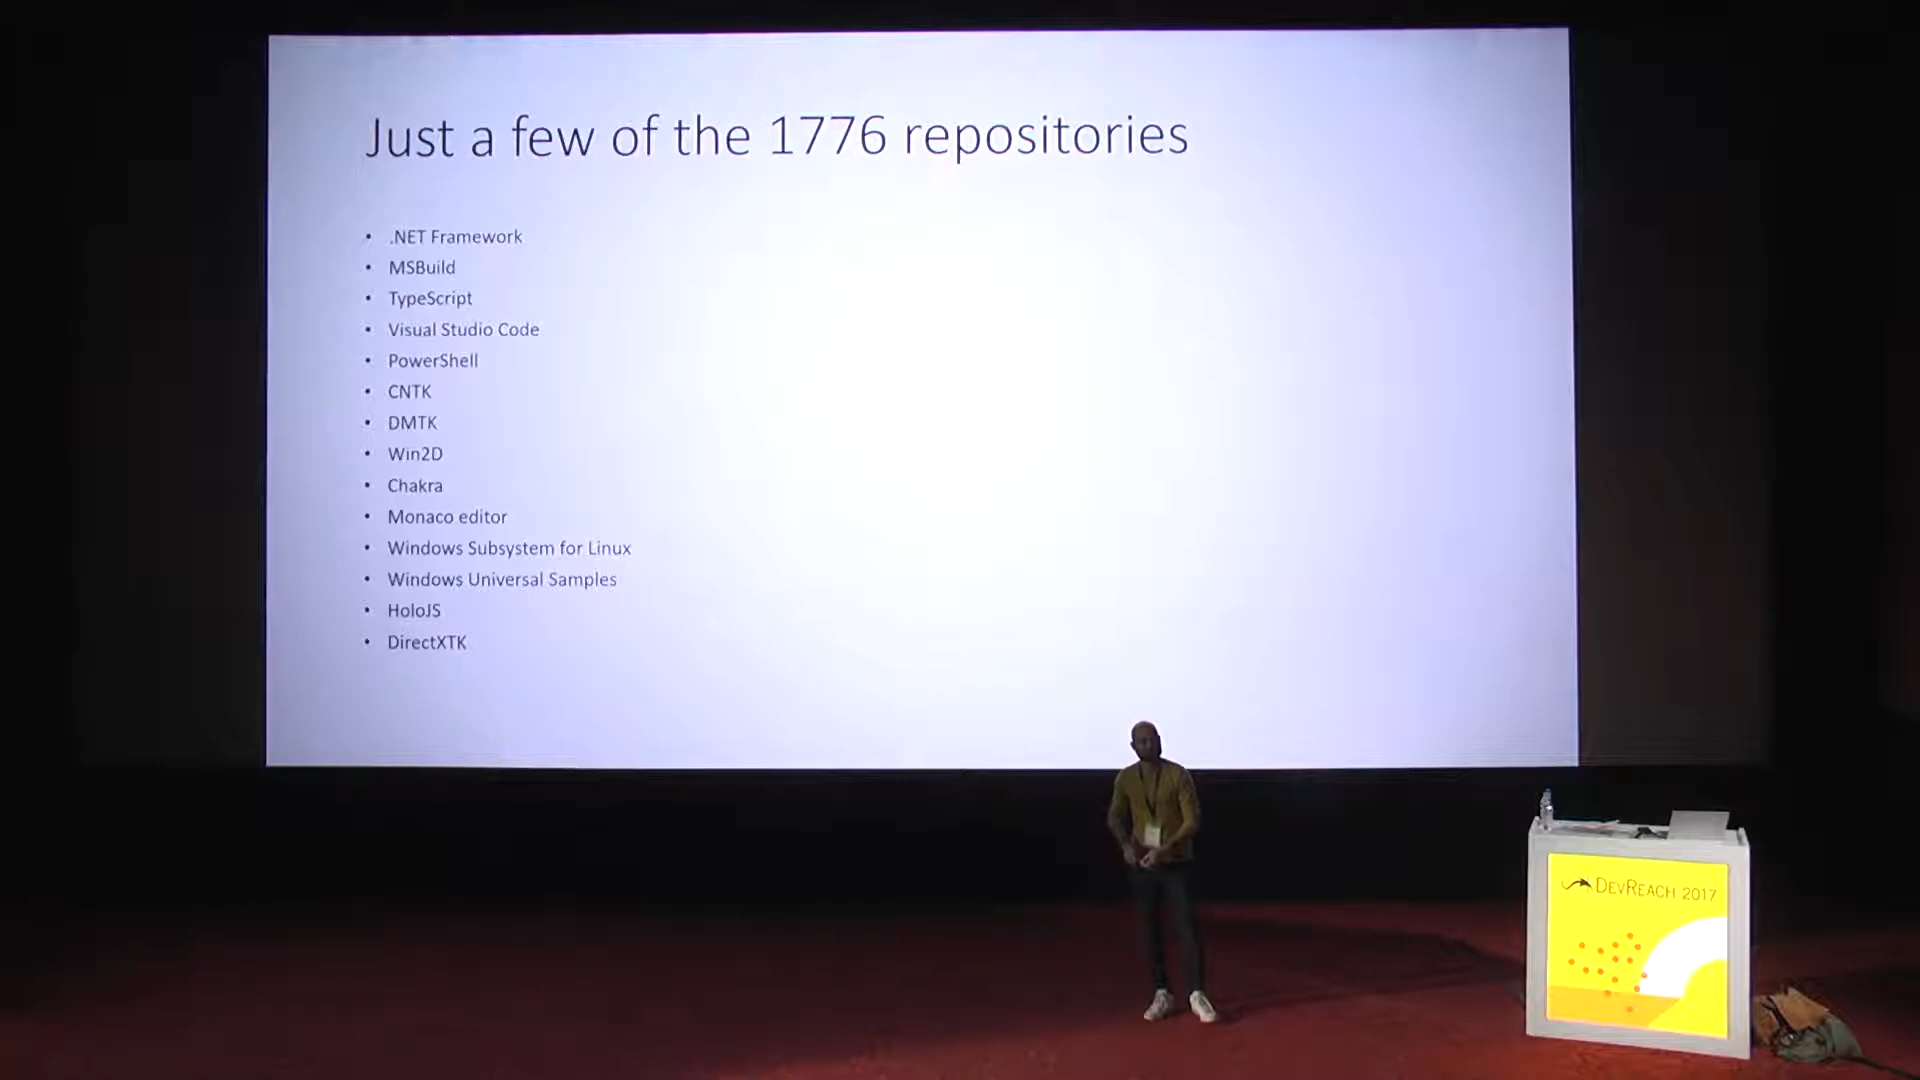 Just a few of the 1776 repositories
• .NET Framework
• MSBuild
• TypeScript
• Visual Studio Code
• PowerShell
• CNTK
• DMTK
• Win2D
• Chakra
• Monaco editor
• Windows Subsystem for Linux
• Windows Universal Samples
• HoloJS
• DirectXTK
DEVREACH 2017